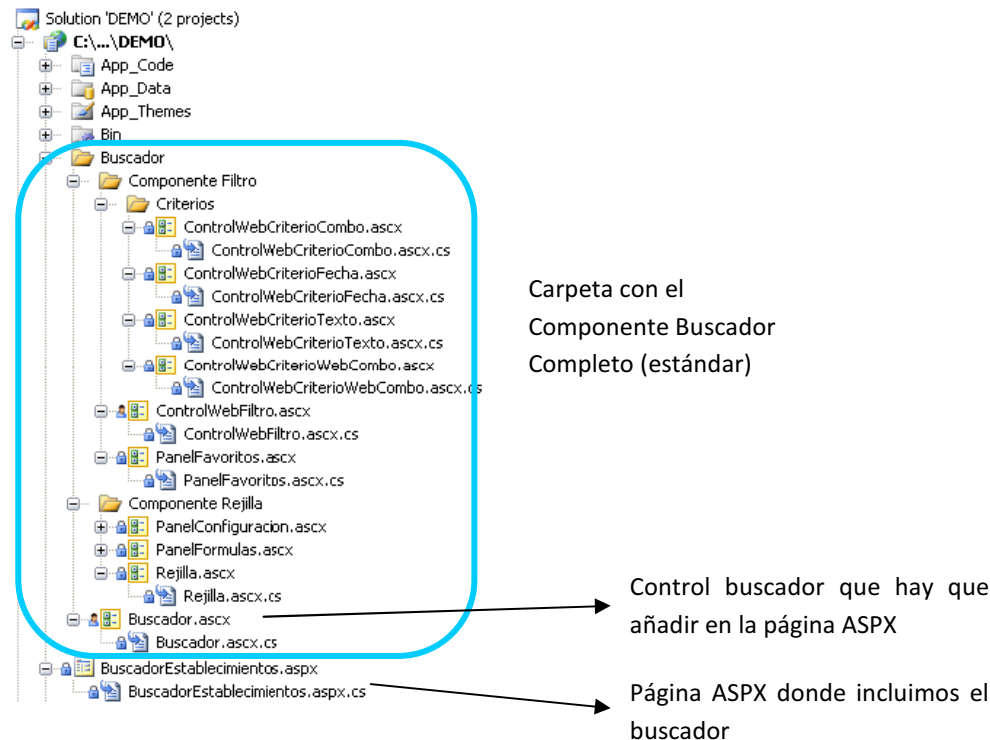 Solution 'DEMO' (2 projects)
C:\...\DEMO\
App_Code
App_Data
App_Themes
Bin
Buscador
Componente Filtro
Criterios
ControlWebCriterioCombo.ascx
ControlWebCriterioCombo.ascx.cs
ControlWebCriterioFecha.ascx
ControlWebCriterioFecha.ascx.cs
ControlWebCriterioTexto.ascx
ControlWebCriterioTexto.ascx.cs
ControlWebCriterioWebCombo.ascx
ControlWebCriterioWebCombo.ascx.cs
ControlWebFiltro.ascx
ControlWebFiltro.ascx.cs
PanelFavoritos.ascx
PanelFavoritos.ascx.cs
Componente Rejilla
PanelConfiguracion.ascx
PanelFormulas.ascx
Rejilla.ascx
Rejilla.ascx.cs
Buscador.ascx
Buscador.ascx.cs
BuscadorEstablecimientos.aspx
BuscadorEstablecimientos.aspx.cs
Carpeta con el
Componente Buscador
Completo (estándar)
Control buscador que hay que
añadir en la página ASPX
Página ASPX donde incluimos el
buscador